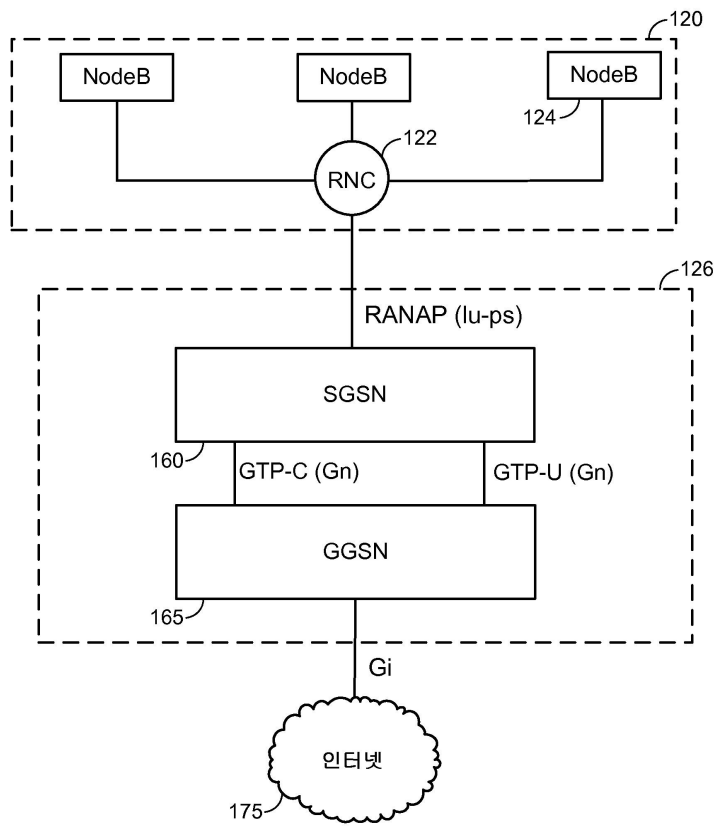 120
NodeB
NodeB
NodeB
124
122
RNC
126
RANAP (lu-ps)
SGSN
160
GTP-C (Gn)
GTP-U (Gn)
GGSN
165
Gi
인터넷
175